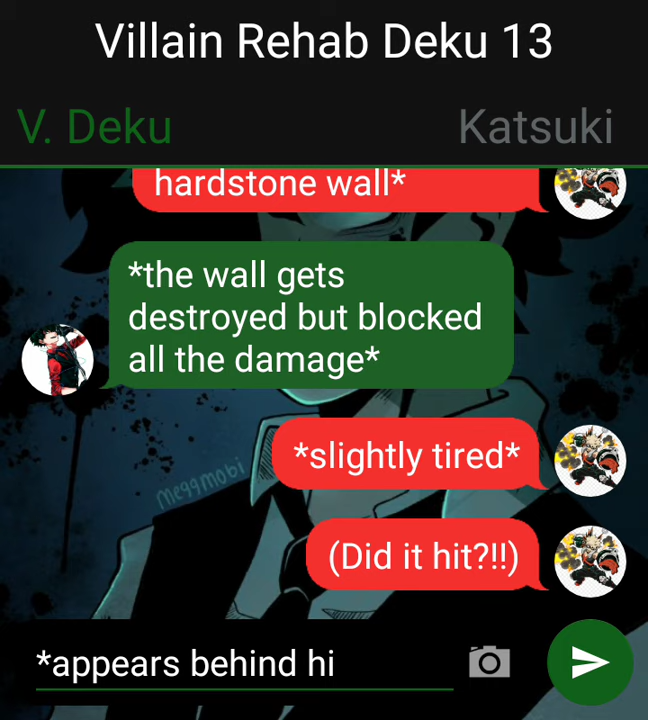 Villain Rehab Deku 13
V. Deku
Katsuki
hardstone wall*
*the wall gets
destroyed but blocked
all the damage*
*slightly tired*
meggmobi
(Did it hit?!!)
*appears behind hi